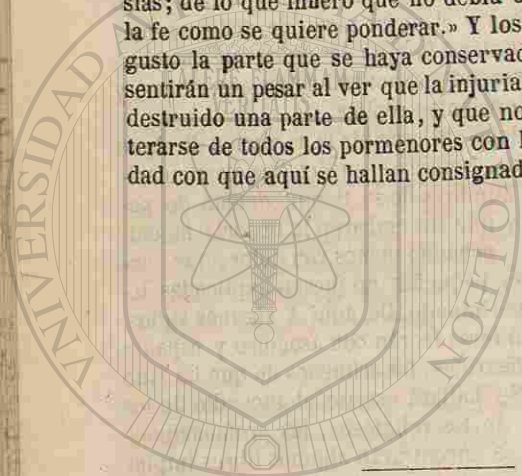 sias; de lo que infiero que no debia
la fe como se quiere ponderar.» Y los
gusto la parte que se haya conservad
sentirán un pesar al ver que la injuria
destruido una parte de ella, y que no
terarse de todos los pormenores con
dad con que aquí se hallan consignad